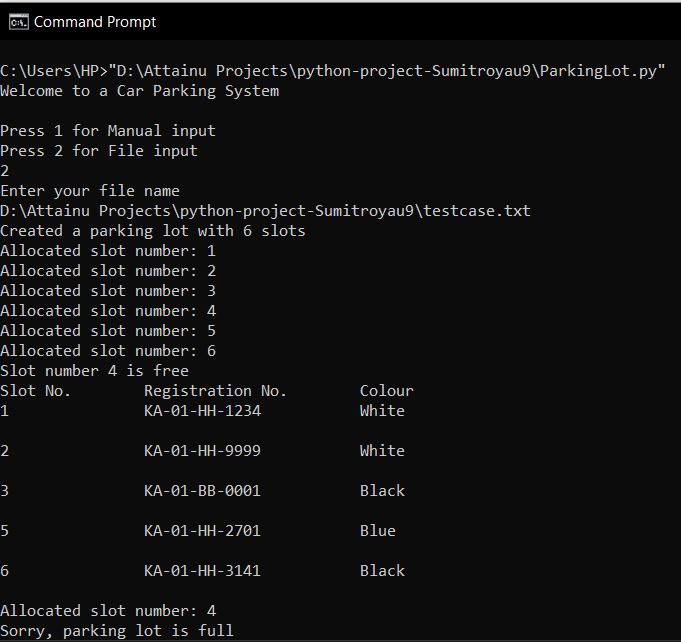 Command Prompt
C:\Users\HP>"D:\Attainu Projects\python-project-Sumitroyau9\ParkingLot.py"
Welcome to a Car Parking System
Press 1 for Manual input
Press 2 for File input
2
Enter your file name
D:\Attainu Projects\python-project-Sumitroyau9\testcase.txt
Created a parking lot with 6 slots
Allocated slot number: 1
Allocated slot number: 2
Allocated slot number: 3
Allocated slot number: 4
Allocated slot number: 5
Allocated slot number: 6
Slot number 4 is free
Slot No. Registration No. Colour
1 KA-01-HH-1234 White
2 KA-01-HH-9999 White
3 KA-01-BB-0001 Black
5 KA-01-HH-2701 Blue
6 KA-01-HH-3141 Black
Allocated slot number: 4
Sorry, parking lot is full